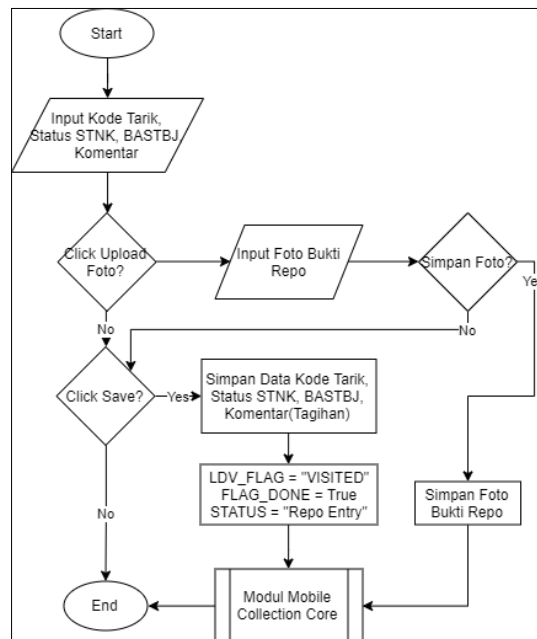 Start
Input Kode Tarik,
Status STNK, BASTBJ
Komentar
Click Upload
Foto?
Input Foto Bukti
Repo
Simpan Foto?
Yes
No
No
Click Save?
Yes
Simpan Data Kode Tarik,
Status STNK, BASTBJ,
Komentar(Tagihan)
LDV_FLAG = "VISITED"
FLAG_DONE = True
STATUS = "Repo Entry"
Simpan Foto
Bukti Repo
No
End
Modul Mobile
Collection Core